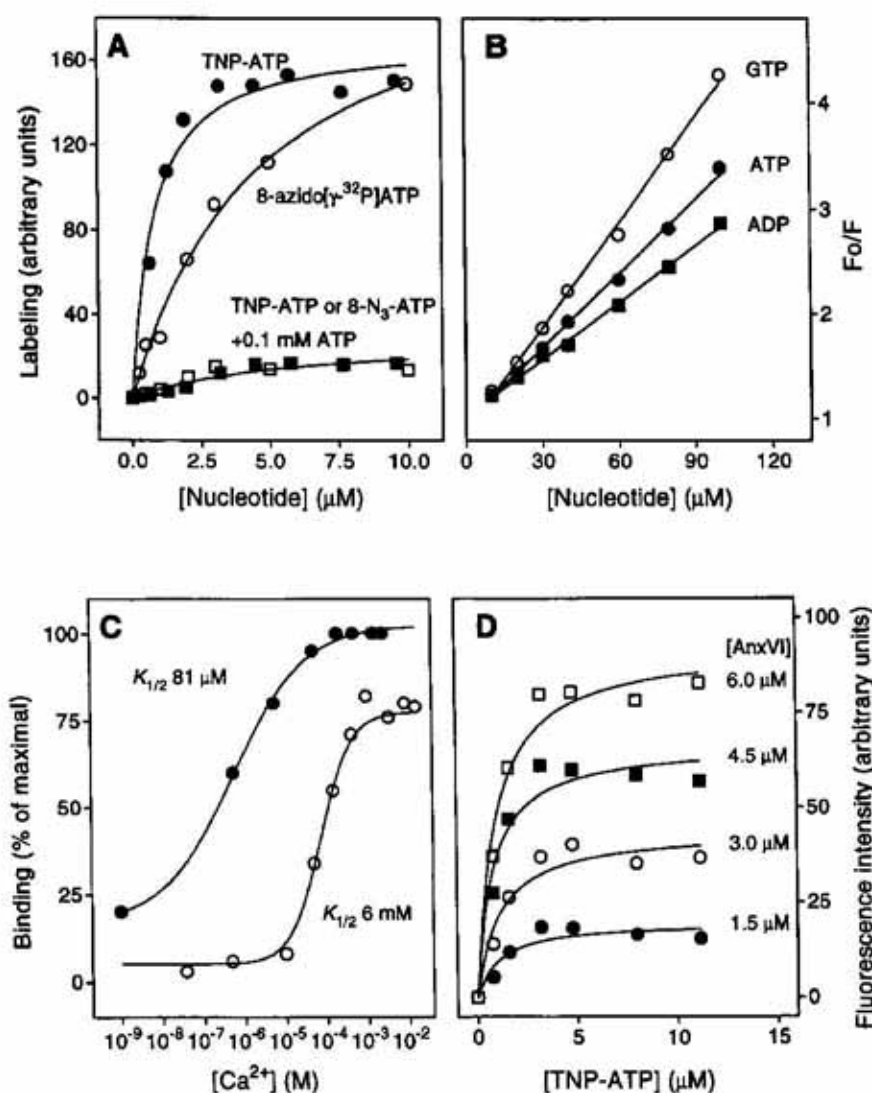 A
TNP-ATP
8-azido[γ-³²P]ATP
TNP-ATP or 8-N₃-ATP
+0.1 mM ATP
Labeling (arbitrary units)
160
120
80
40
0
0.0 2.5 5.0 7.5 10.0
[Nucleotide] (μM)
B
GTP
ATP
ADP
Fo/F
4
3
2
1
0 30 60 90 120
[Nucleotide] (μM)
C
K1/2 81 μM
K1/2 6 mM
Binding (% of maximal)
100
75
50
25
0
10⁻⁹ 10⁻⁸ 10⁻⁷ 10⁻⁶ 10⁻⁵ 10⁻⁴ 10⁻³ 10⁻²
[Ca²⁺] (M)
D
[AnxVI]
6.0 μM
4.5 μM
3.0 μM
1.5 μM
Fluorescence intensity (arbitrary units)
100
75
50
25
0
0 5 10 15
[TNP-ATP] (μM)